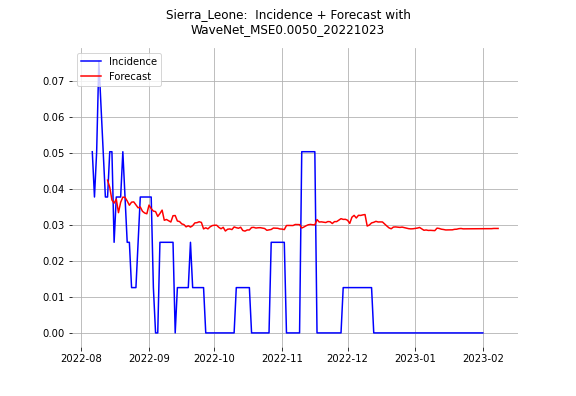 Sierra_Leone:  Incidence + Forecast with
WaveNet_MSE0.0050_20221023
Incidence
Forecast
0.07
0.06
0.05
0.04
0.03
0.02
0.01
0.00
2022-08 2022-09 2022-10 2022-11 2022-12 2023-01 2023-02